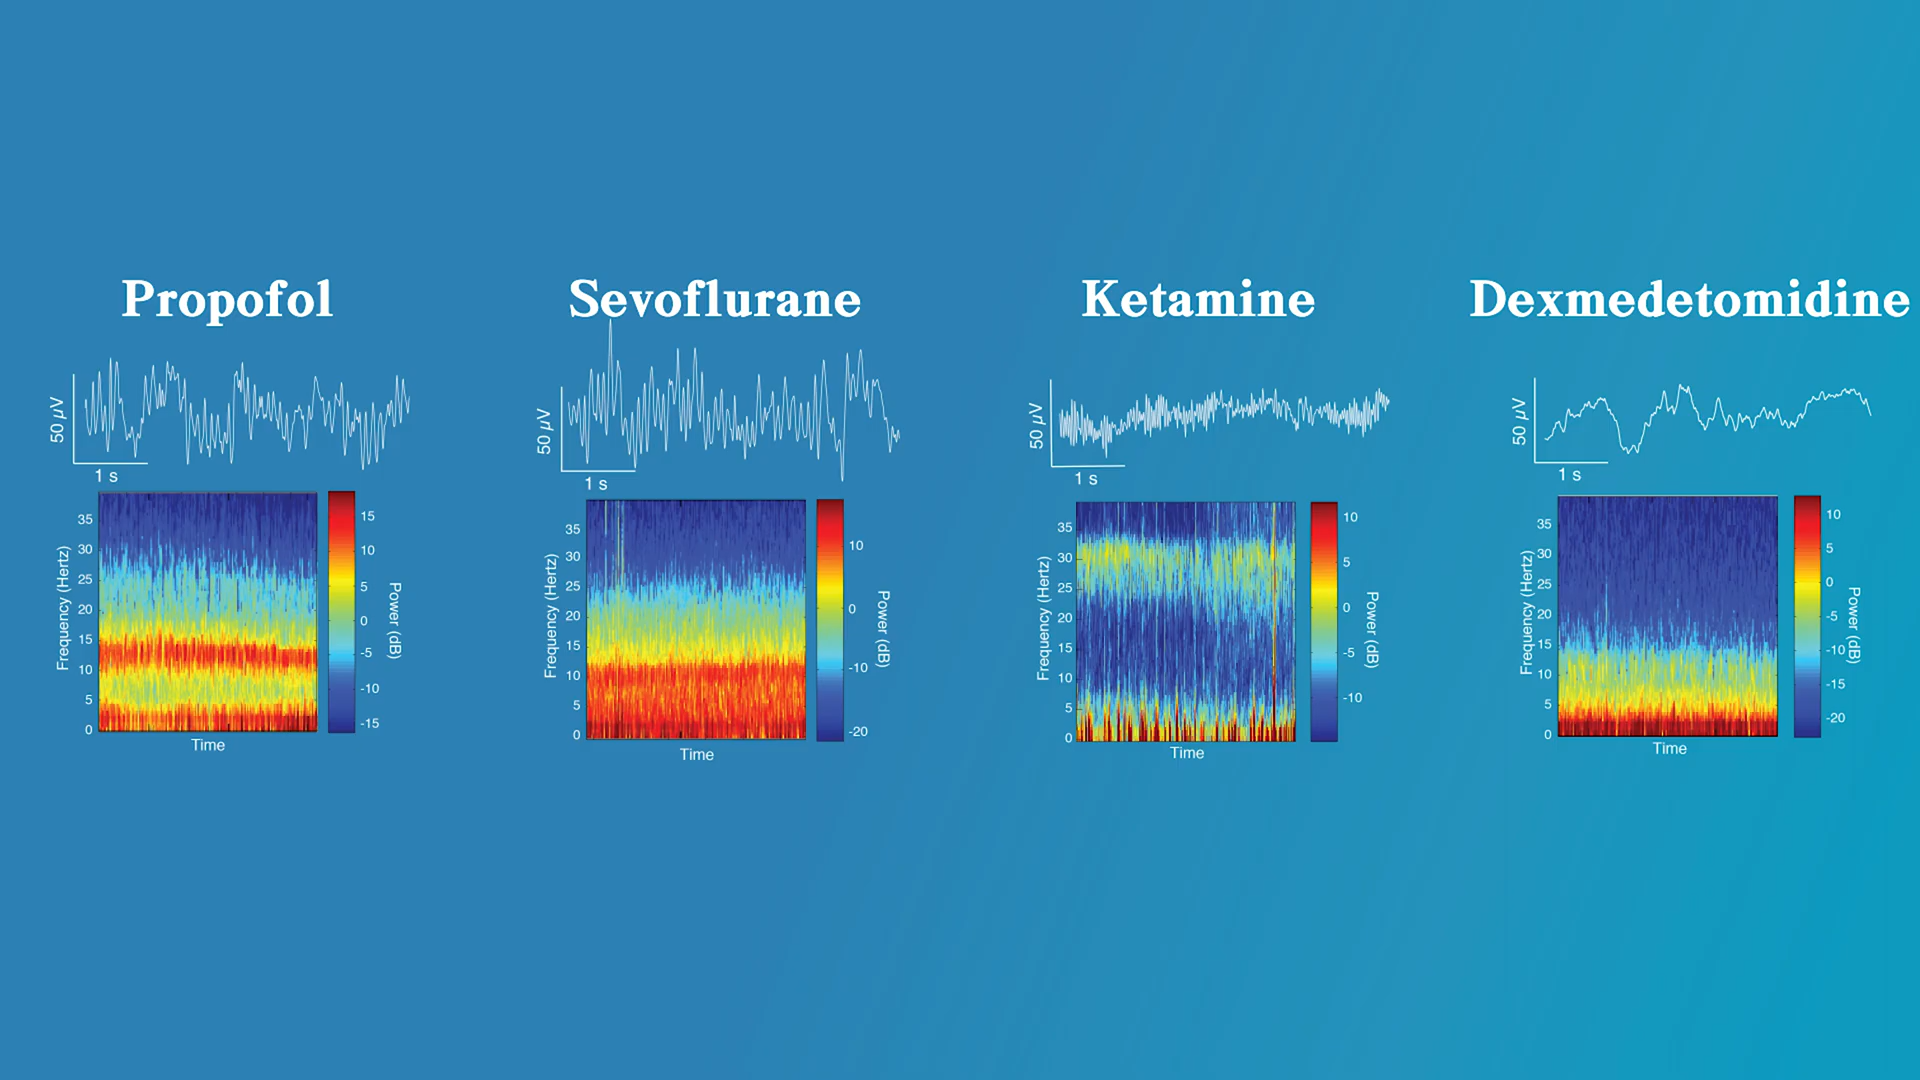 Propofol
50 µV
1 s
35
30
25
20
15
10
5
0
Frequency (Hertz)
Time
15
10
5
0
-5
-10
-15
Power (dB)
Sevoflurane
50 µV
1 s
35
30
25
20
15
10
5
0
Frequency (Hertz)
Time
10
0
-10
-20
Power (dB)
Ketamine
50 µV
1 s
35
30
25
20
15
10
5
0
Frequency (Hertz)
Time
10
5
0
-5
-10
Power (dB)
Dexmedetomidine
50 µV
1 s
35
30
25
20
15
10
5
0
Frequency (Hertz)
Time
10
5
0
-5
-10
-15
-20
Power (dB)